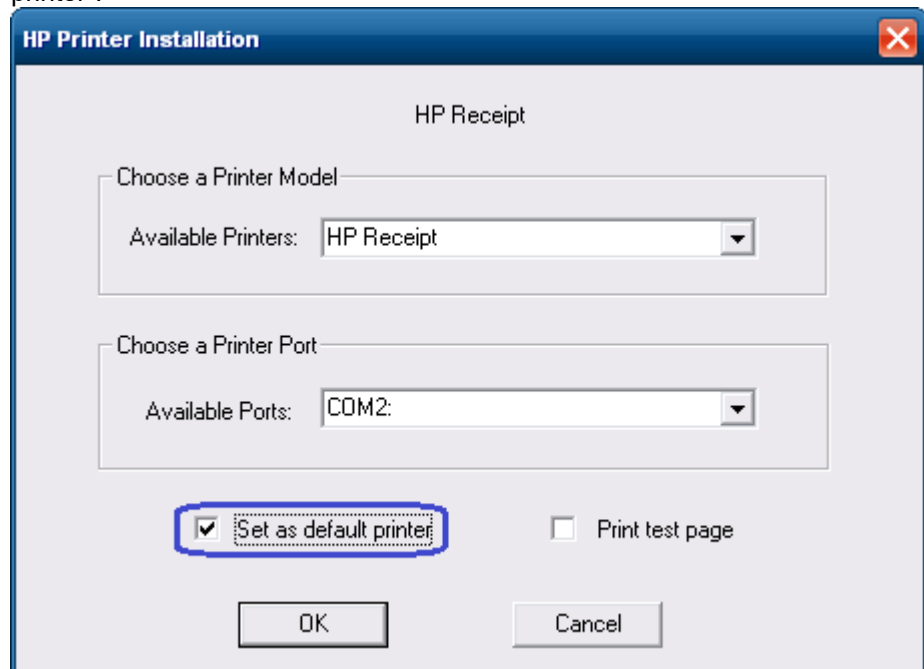 printer".
HP Printer Installation
HP Receipt
Choose a Printer Model
Available Printers: HP Receipt
Choose a Printer Port
Available Ports: COM2:
Set as default printer Print test page
OK Cancel